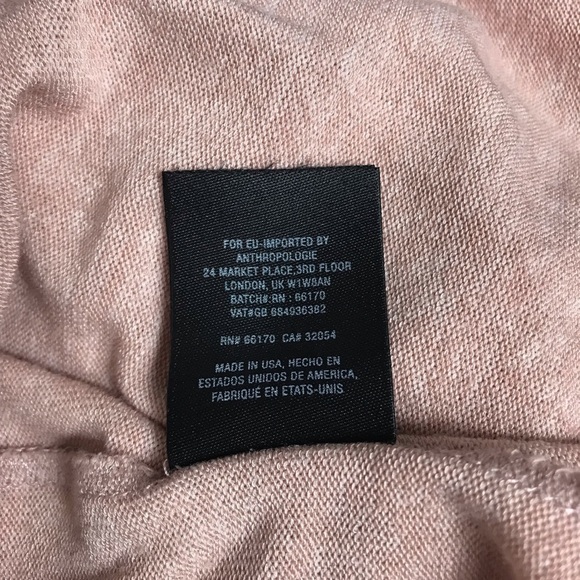 FOR EU-IMPORTED BY
ANTHROPOLOGIE
24 MARKET PLACE,3RD FLOOR
LONDON, UK W1W8AN
BATCH#:RN : 66170
VAT#GB 884936382
RN# 66170 CA# 32054
MADE IN USA, HECHO EN
ESTADOS UNIDOS DE AMERICA,
FABRIQUÉ EN ETATS-UNIS